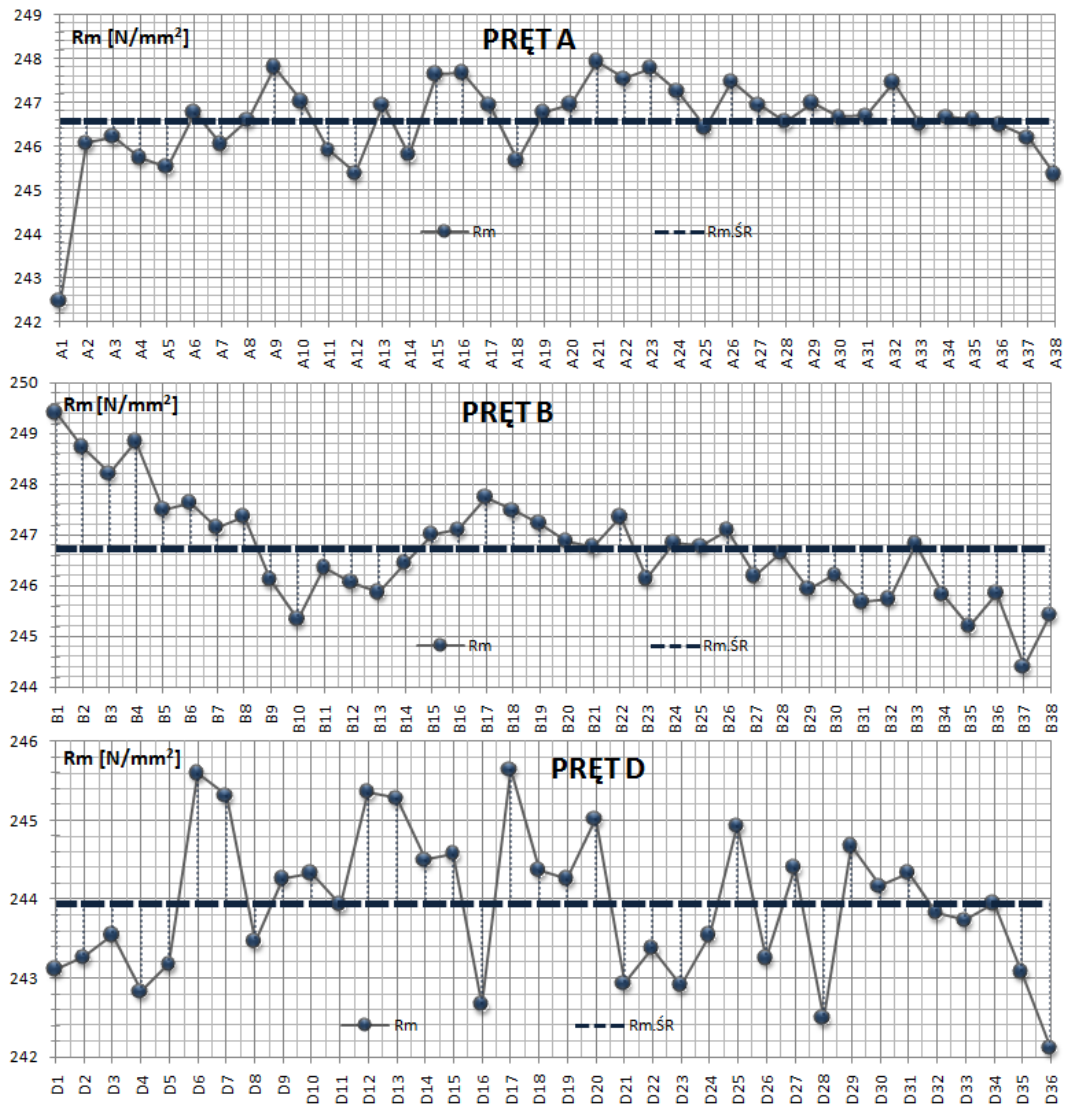 249
Rm [N/mm²]
PRĘT A
248
247
246
245
244
Rm
Rm.ŚR
243
242
A1 A2 A3 A4 A5 A6 A7 A8 A9 A10 A11 A12 A13 A14 A15 A16 A17 A18 A19 A20 A21 A22 A23 A24 A25 A26 A27 A28 A29 A30 A31 A32 A33 A34 A35 A36 A37 A38
250
Rm [N/mm²]
PRĘT B
249
248
247
246
245
Rm
Rm.ŚR
244
B1 B2 B3 B4 B5 B6 B7 B8 B9 B10 B11 B12 B13 B14 B15 B16 B17 B18 B19 B20 B21 B22 B23 B24 B25 B26 B27 B28 B29 B30 B31 B32 B33 B34 B35 B36 B37 B38
246
Rm [N/mm²]
PRĘT D
245
244
243
Rm
Rm.ŚR
242
D1 D2 D3 D4 D5 D6 D7 D8 D9 D10 D11 D12 D13 D14 D15 D16 D17 D18 D19 D20 D21 D22 D23 D24 D25 D26 D27 D28 D29 D30 D31 D32 D33 D34 D35 D36